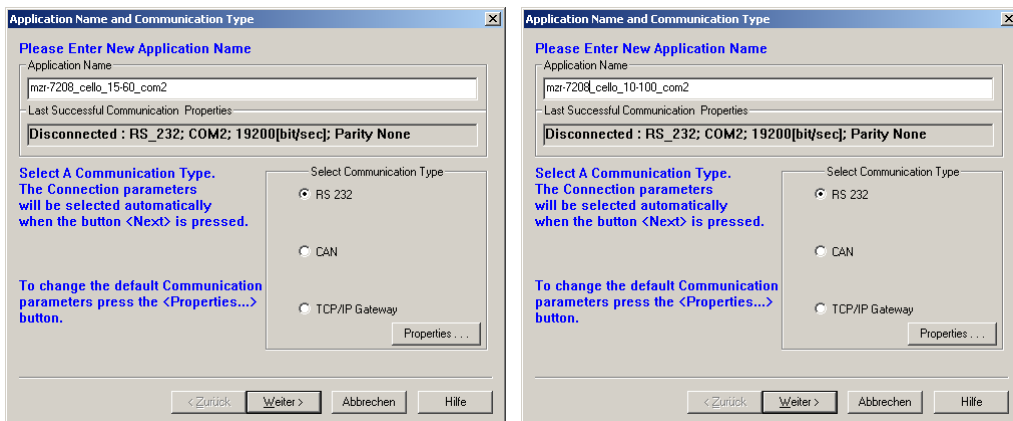 Application Name and Communication Type
Please Enter New Application Name
Application Name
mzr-7208_cello_15-60_com2
Last Successful Communication Properties
Disconnected : RS_232; COM2; 19200[bit/sec]; Parity None
Select A Communication Type.
The Connection parameters
will be selected automatically
when the button <Next> is pressed.
To change the default Communication
parameters press the <Properties...>
button.
Select Communication Type
RS 232
CAN
TCP/IP Gateway
Properties . . .
< Zurück
Weiter >
Abbrechen
Hilfe
Application Name and Communication Type
Please Enter New Application Name
Application Name
mzr-7208_cello_10-100_com2
Last Successful Communication Properties
Disconnected : RS_232; COM2; 19200[bit/sec]; Parity None
Select A Communication Type.
The Connection parameters
will be selected automatically
when the button <Next> is pressed.
To change the default Communication
parameters press the <Properties...>
button.
Select Communication Type
RS 232
CAN
TCP/IP Gateway
Properties . . .
< Zurück
Weiter >
Abbrechen
Hilfe